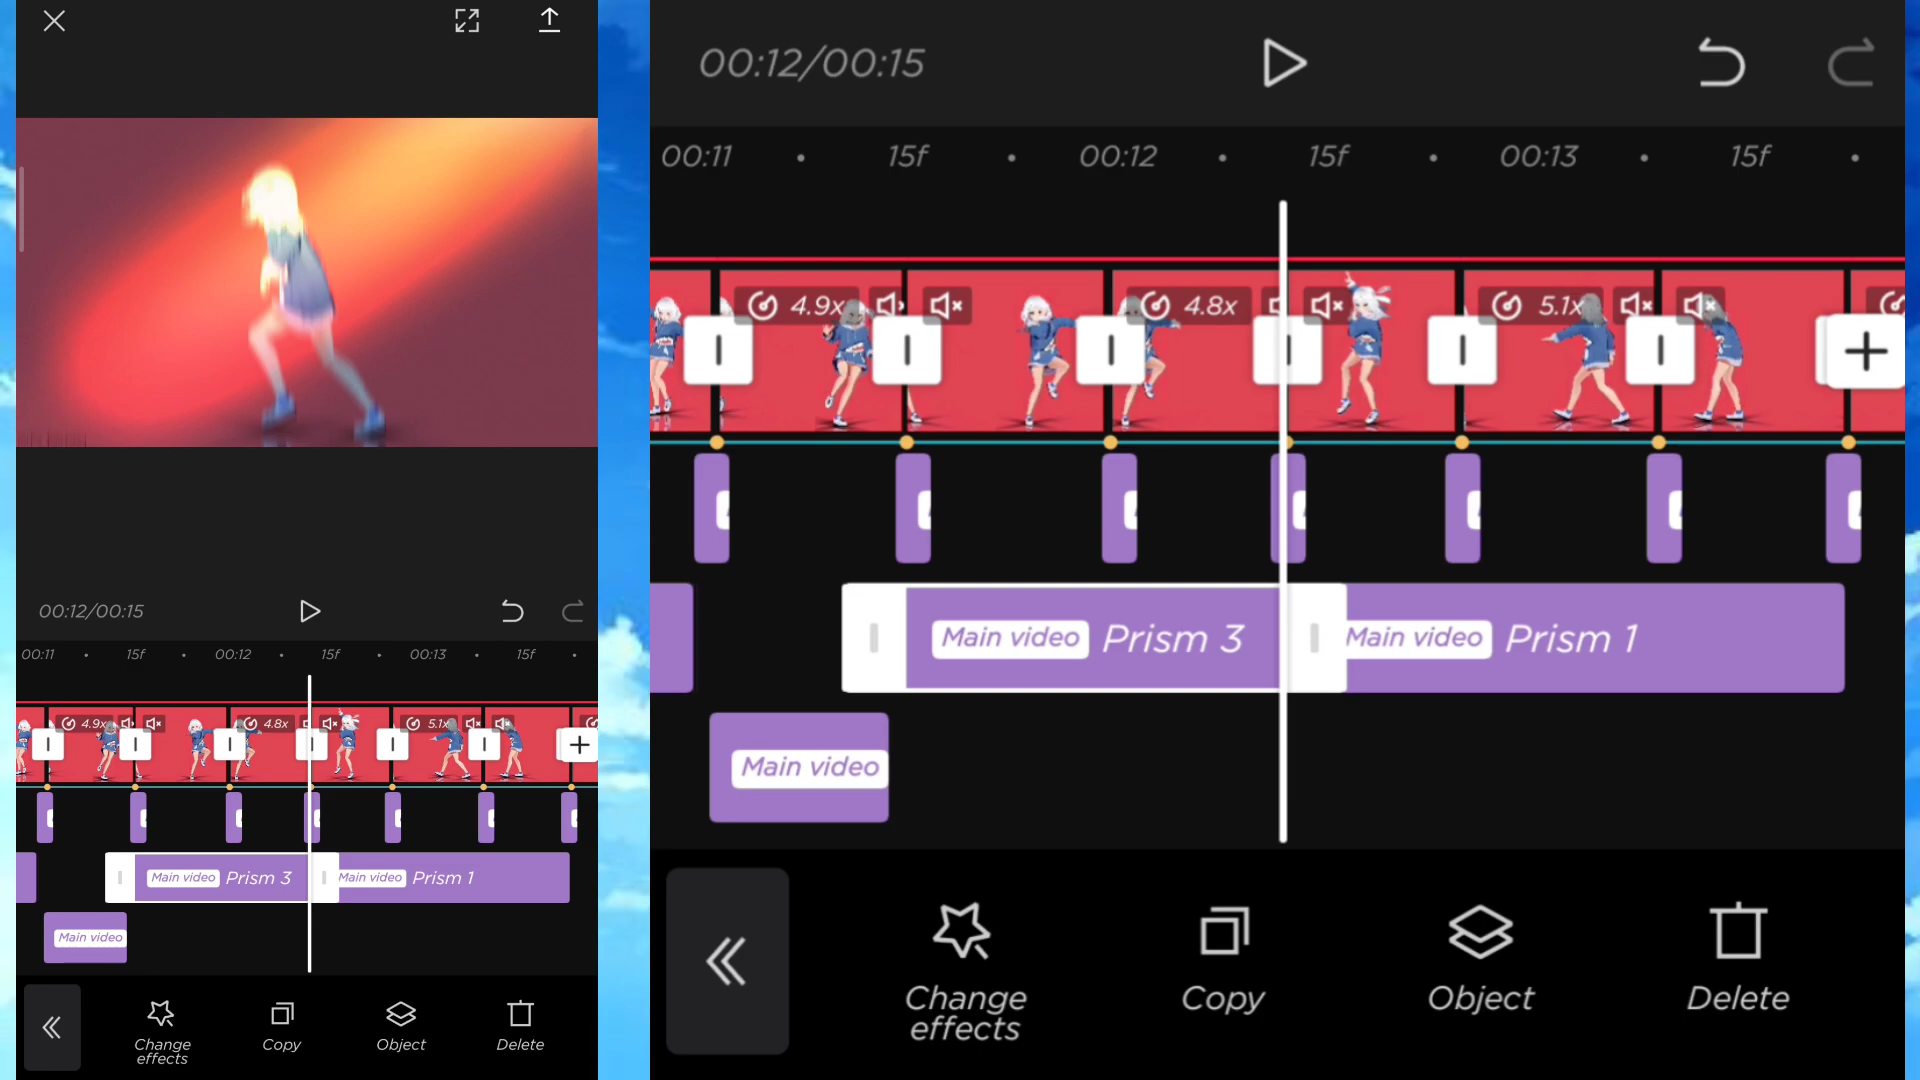 00:12/00:15
00:11 15f 00:12 15f 00:13 15f
4.9x 4.8x 5.1x
Main video Prism 3 Main video Prism 1
Main video
Change effects
Copy
Object
Delete
00:12/00:15
00:11 15f 00:12 15f 00:13 15f
4.9x 4.8x 5.1x
Main video Prism 3 Main video Prism 1
Main video
Change
effects
Copy
Object
Delete